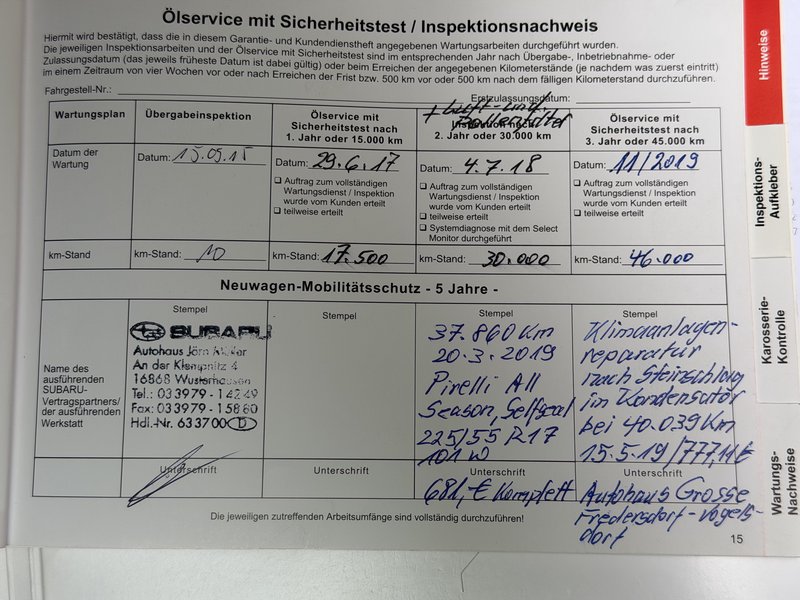 Ölservice mit Sicherheitstest / Inspektionsnachweis
Hiermit wird bestätigt, dass die in diesem Garantie- und Kundendienstheft angegebenen Wartungsarbeiten durchgeführt wurden.
Die jeweiligen Inspektionsarbeiten und der Ölservice mit Sicherheitstest sind im entsprechenden Jahr nach Übergabe-, Inbetriebnahme- oder
Zulassungsdatum (das jeweils früheste Datum ist dabei gültig) oder beim Erreichen der angegebenen Kilometerstände (je nachdem was zuerst eintritt)
im einem Zeitraum von vier Wochen vor oder nach Erreichen der Frist bzw. 500 km vor oder 500 km nach dem fälligen Kilometerstand durchzuführen.
Fahrgestell-Nr.:
Erstzulassungsdatum:
+ Luft- und
Pollenfilter
Wartungsplan
Übergabeinspektion
Ölservice mit
Sicherheitstest nach
1. Jahr oder 15.000 km
Inspektion nach
2. Jahr oder 30.000 km
Ölservice mit
Sicherheitstest nach
3. Jahr oder 45.000 km
Datum der
Wartung
Datum: 15.05.15
Datum: 29.6.17
❑ Auftrag zum vollständigen
Wartungsdienst / Inspektion
wurde vom Kunden erteilt
❑ teilweise erteilt
Datum: 4.7.18
❑ Auftrag zum vollständigen
Wartungsdienst / Inspektion
wurde vom Kunden erteilt
❑ teilweise erteilt
❑ Systemdiagnose mit dem Select
Monitor durchgeführt
Datum: 11/2019
❑ Auftrag zum vollständigen
Wartungsdienst / Inspektion
wurde vom Kunden erteilt
❑ teilweise erteilt
km-Stand
km-Stand: 10
km-Stand: 17.500
km-Stand: 30.000
km-Stand: 46.000
Neuwagen-Mobilitätsschutz - 5 Jahre -
Name des
ausführenden
SUBARU-
Vertragspartners/
der ausführenden
Werkstatt
Stempel
SUBARU
Autohaus Jörn
An der Klempnitz 4
16868 Wusterhausen
Tel.: 033979 - 14249
Fax: 033979 - 15880
Hdl.-Nr. 633700 D
Unterschrift
Stempel
Unterschrift
Stempel
37.860 Km
20.3.2019
Pirelli All
Season, Selfseal
225/55 R17
101 W
Unterschrift
681,€ Komplett
Stempel
Klimaanlagen-
reparatur
nach Steinschlag
im Kondensator
bei 40.039 Km
15.5.19/777,11€
Unterschrift
Autohaus Grosse
Fredersdorf-Vogels-
dorf
Die jeweiligen zutreffenden Arbeitsumfänge sind vollständig durchzuführen!
15
Hinweise
Inspektions-
Aufkleber
Karosserie-
Kontrolle
Wartungs-
Nachweise